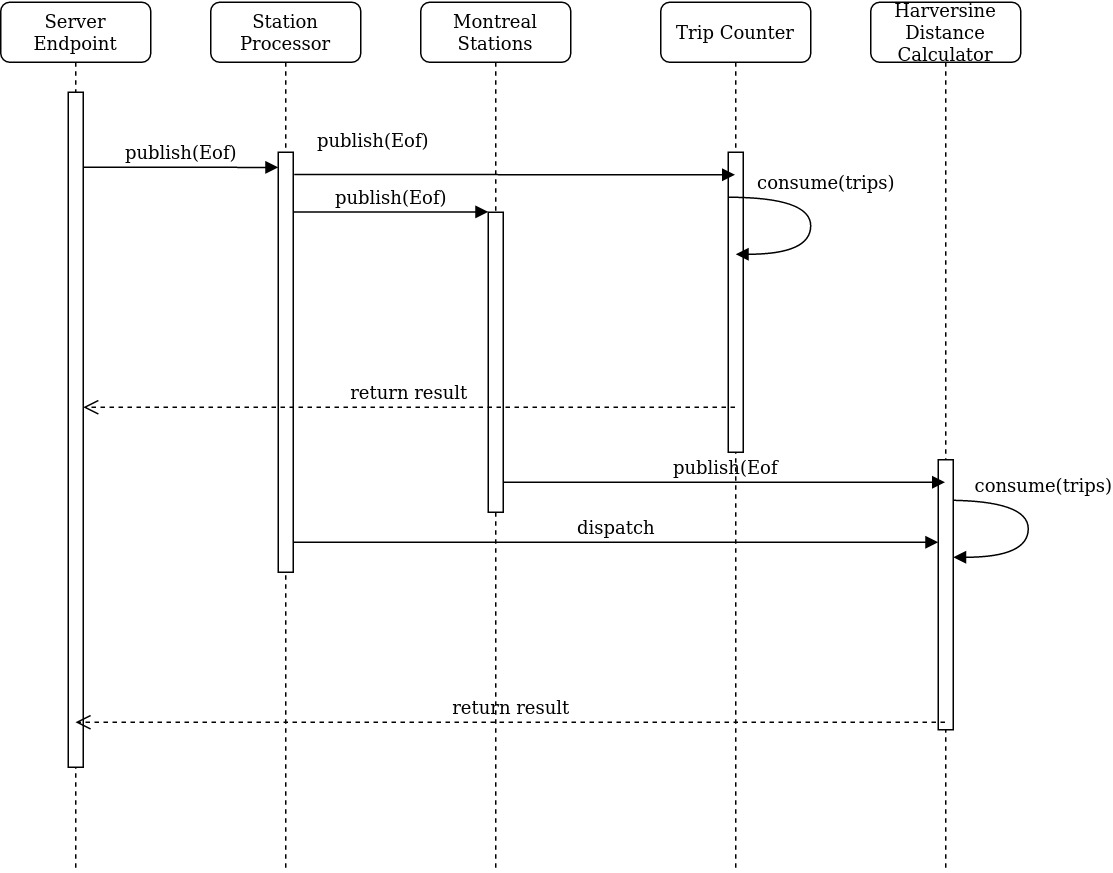 Server
Endpoint
Station
Processor
Montreal
Stations
Trip Counter
Harversine
Distance
Calculator
publish(Eof)
publish(Eof)
consume(trips)
publish(Eof)
return result
publish(Eof
consume(trips)
dispatch
return result